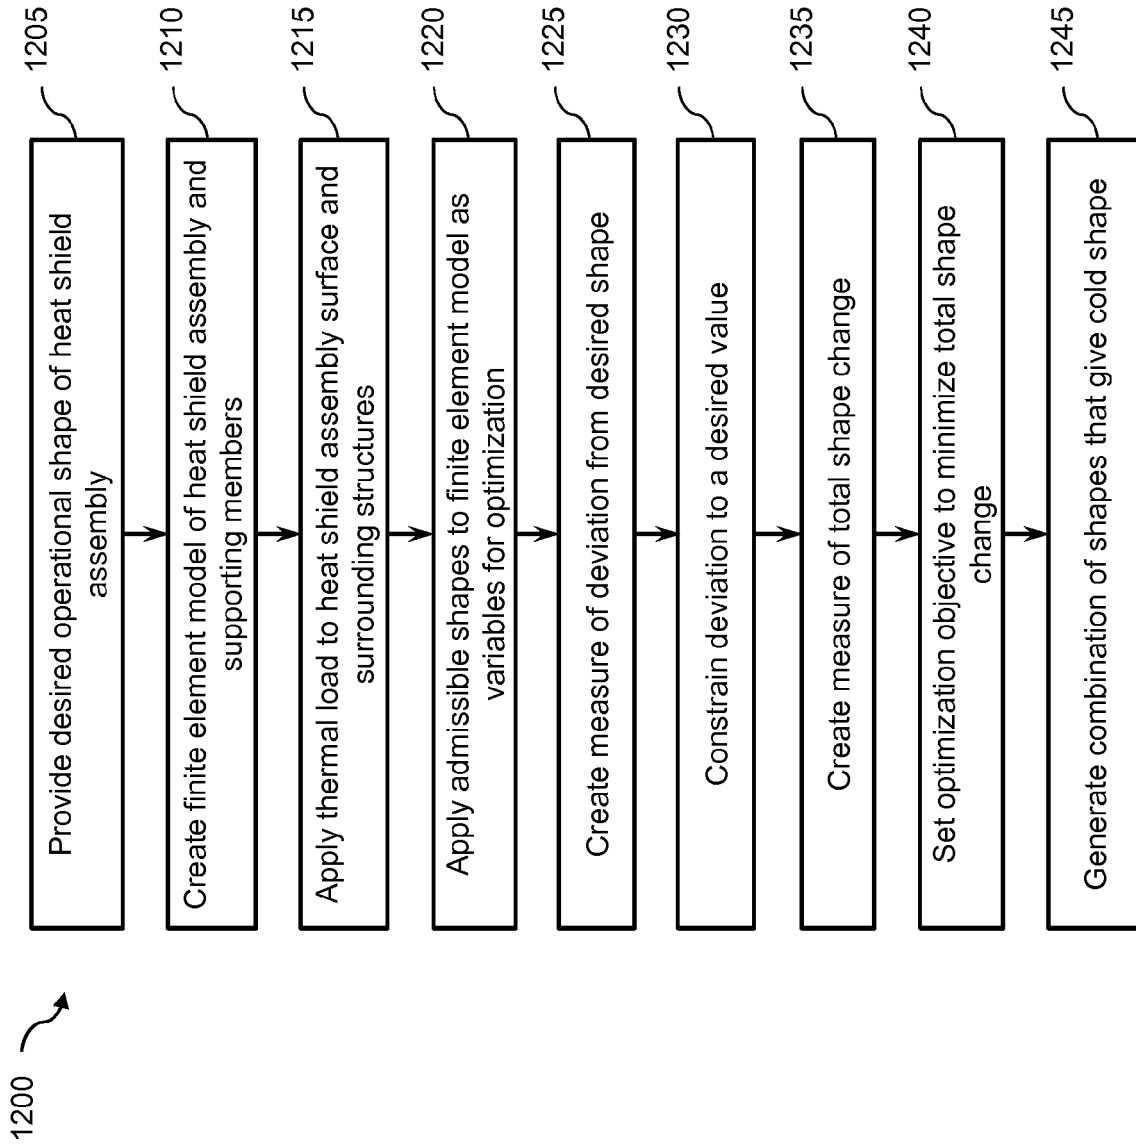 1200
Provide desired operational shape of heat shield
assembly
1205
Create finite element model of heat shield assembly and
supporting members
1210
Apply thermal load to heat shield assembly surface and
surrounding structures
1215
Apply admissible shapes to finite element model as
variables for optimization
1220
Create measure of deviation from desired shape
1225
Constrain deviation to a desired value
1230
Create measure of total shape change
1235
Set optimization objective to minimize total shape
change
1240
Generate combination of shapes that give cold shape
1245